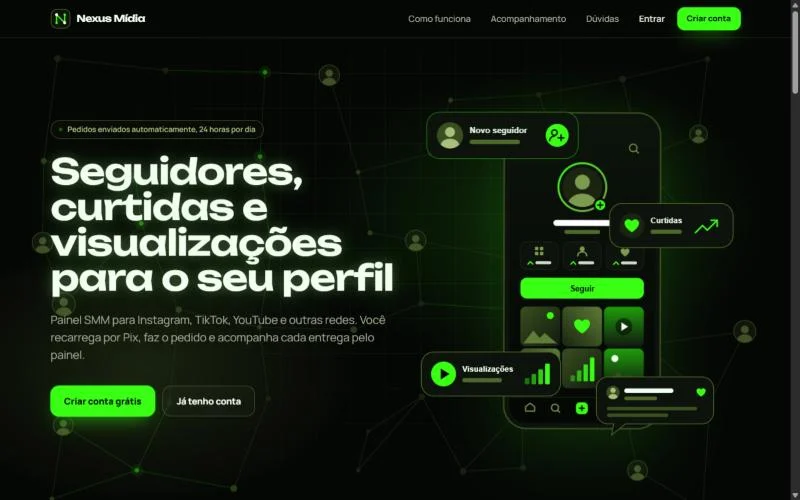 Nexus Mídia
Como funciona
Acompanhamento
Dúvidas
Entrar
Criar conta
Pedidos enviados automaticamente, 24 horas por dia
Seguidores,
curtidas e
visualizações
para o seu perfil
Painel SMM para Instagram, TikTok, YouTube e outras redes. Você
recarrega por Pix, faz o pedido e acompanha cada entrega pelo
painel.
Criar conta grátis
Já tenho conta
Novo seguidor
Curtidas
Seguir
Visualizações